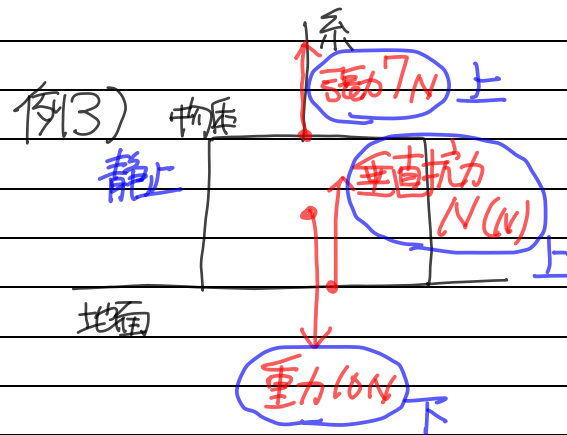 系
張力7N 上
例3) 物体
静止
垂直抗力
N(N)
上
地面
重力10N
下